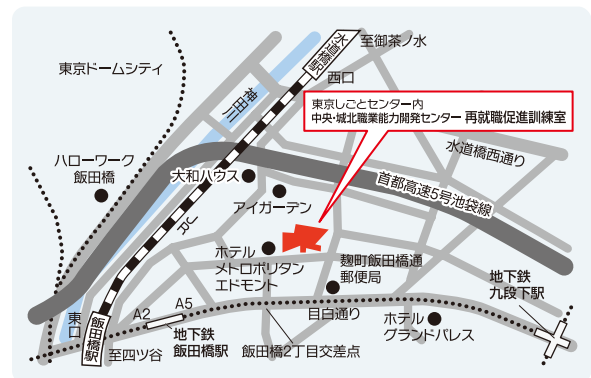 水道橋駅
至御茶ノ水
西口
東京ドームシティ
神田川
東京しごとセンター内
中央・城北職業能力開発センター 再就職促進訓練室
水道橋西通り
ハローワーク
飯田橋
大和ハウス
首都高速5号池袋線
アイガーデン
JR
ホテル
メトロポリタン
エドモント
麹町飯田橋通
郵便局
地下鉄
九段下駅
東口
飯田橋駅
A2
A5
目白通り
地下鉄
飯田橋駅
ホテル
グランドパレス
至四ツ谷
飯田橋2丁目交差点